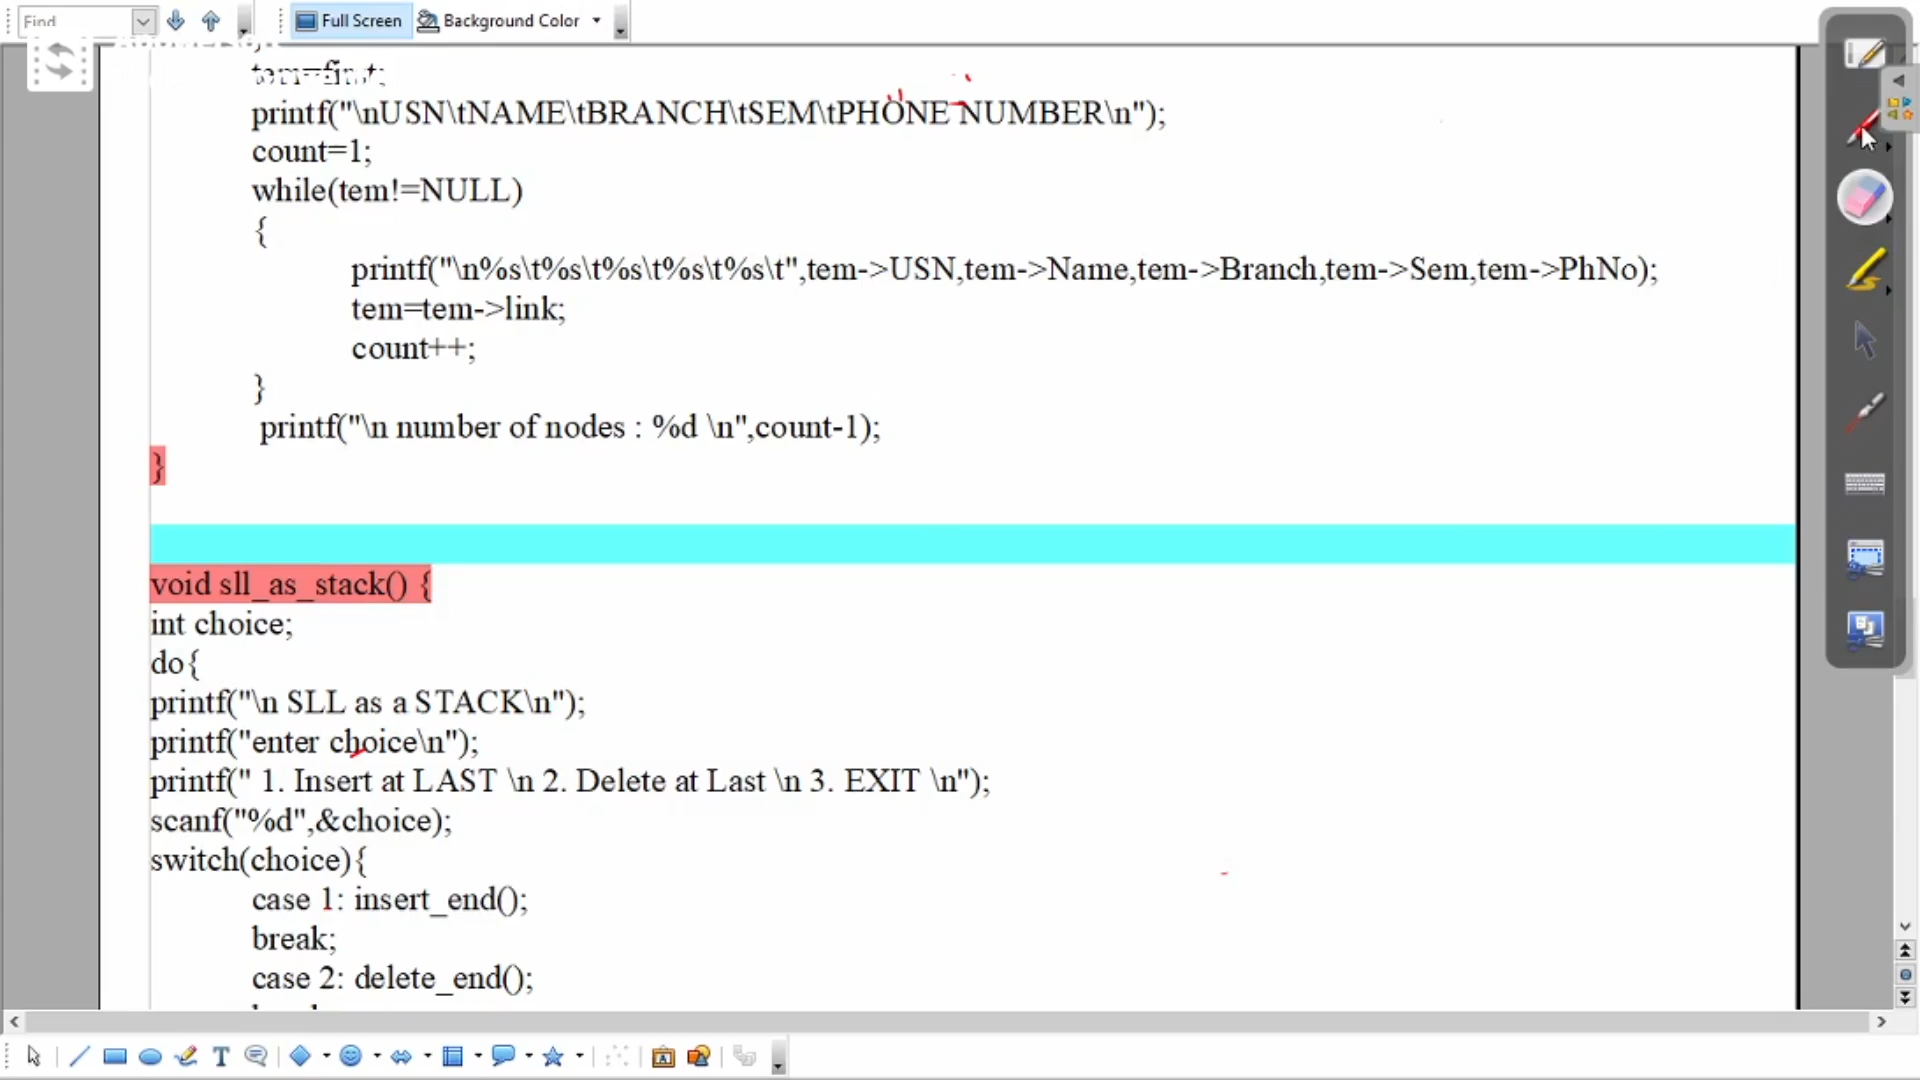 Find
Full Screen
Background Color
tem=first;
printf("\nUSN\tNAME\tBRANCH\tSEM\tPHONE NUMBER\n");
count=1;
while(tem!=NULL)
{
printf("\n%s\t%s\t%s\t%s\t%s\t",tem->USN,tem->Name,tem->Branch,tem->Sem,tem->PhNo);
tem=tem->link;
count++;
}
printf("\n number of nodes : %d \n",count-1);
}
void sll_as_stack() {
int choice;
do{
printf("\n SLL as a STACK\n");
printf("enter choice\n");
printf(" 1. Insert at LAST \n 2. Delete at Last \n 3. EXIT \n");
scanf("%d",&choice);
switch(choice){
case 1: insert_end();
break;
case 2: delete_end();